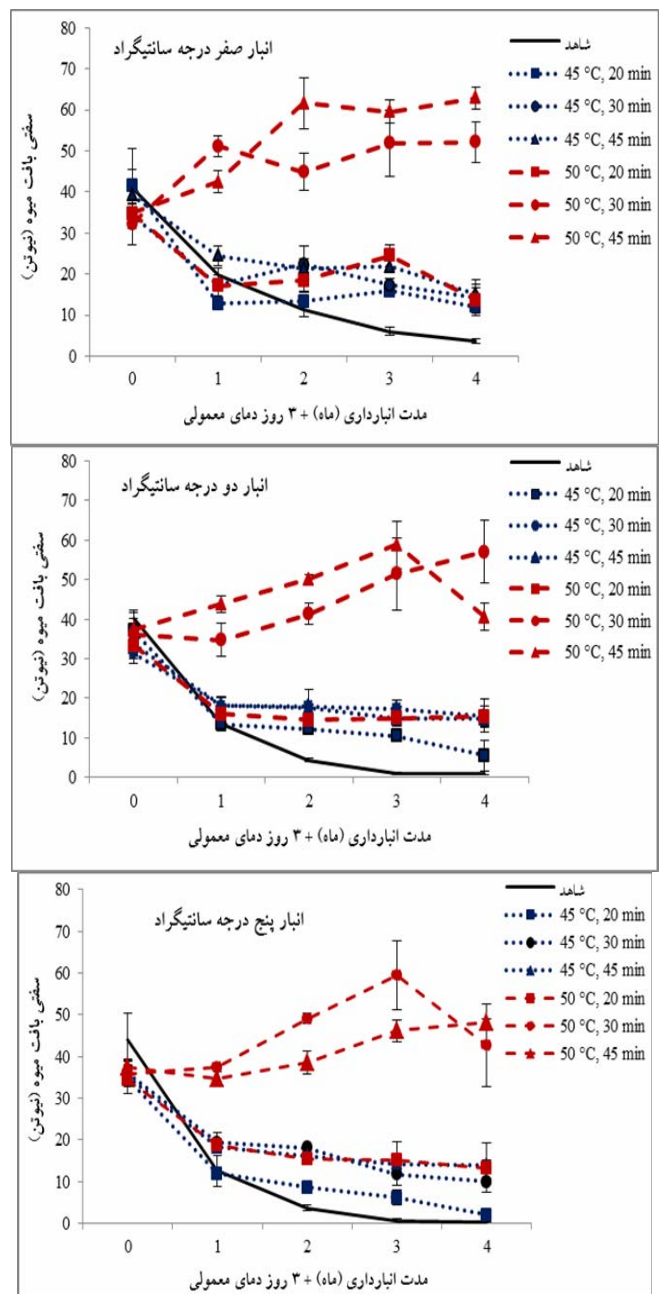 انبار صفر درجه سانتیگراد
شاهد
45 °C, 20 min
45 °C, 30 min
45 °C, 45 min
50 °C, 20 min
50 °C, 30 min
50 °C, 45 min
سفتی بافت میوه (نیوتن)
80
70
60
50
40
30
20
10
0
0 1 2 3 4
مدت انبارداری (ماه) + ۳ روز دمای معمولی
انبار دو درجه سانتیگراد
شاهد
45 °C, 20 min
45 °C, 30 min
45 °C, 45 min
50 °C, 20 min
50 °C, 30 min
50 °C, 45 min
سفتی بافت میوه (نیوتن)
80
70
60
50
40
30
20
10
0
0 1 2 3 4
مدت انبارداری (ماه) + ۳ روز دمای معمولی
انبار پنج درجه سانتیگراد
شاهد
45 °C, 20 min
45 °C, 30 min
45 °C, 45 min
50 °C, 20 min
50 °C, 30 min
50 °C, 45 min
سفتی بافت میوه (نیوتن)
80
70
60
50
40
30
20
10
0
0 1 2 3 4
مدت انبارداری (ماه) + ۳ روز دمای معمولی